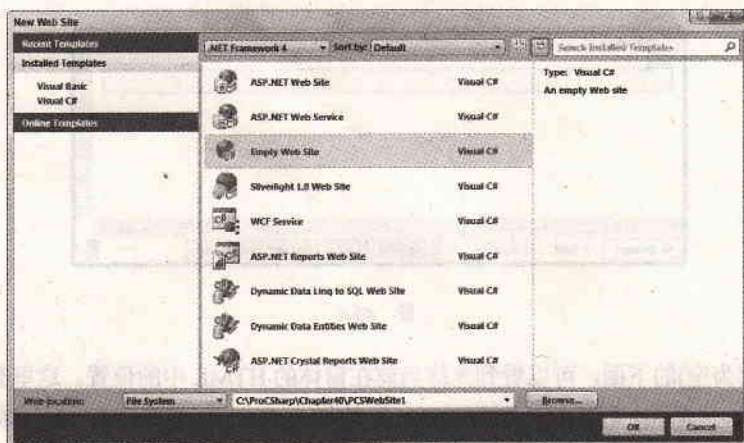 New Web Site
Recent Templates
.NET Framework 4
Sort by: Default
Search Installed Templates
Installed Templates
Visual Basic
Visual C#
Online Templates
ASP.NET Web Site Visual C#
ASP.NET Web Service Visual C#
Empty Web Site Visual C#
Silverlight 1.0 Web Site Visual C#
WCF Service Visual C#
ASP.NET Reports Web Site Visual C#
Dynamic Data Linq to SQL Web Site Visual C#
Dynamic Data Entities Web Site Visual C#
ASP.NET Crystal Reports Web Site Visual C#
Type: Visual C#
An empty Web site
Web location:
File System
C:\ProCSharp\Chapter40\PCSWebSite1
Browse...
OK
Cancel